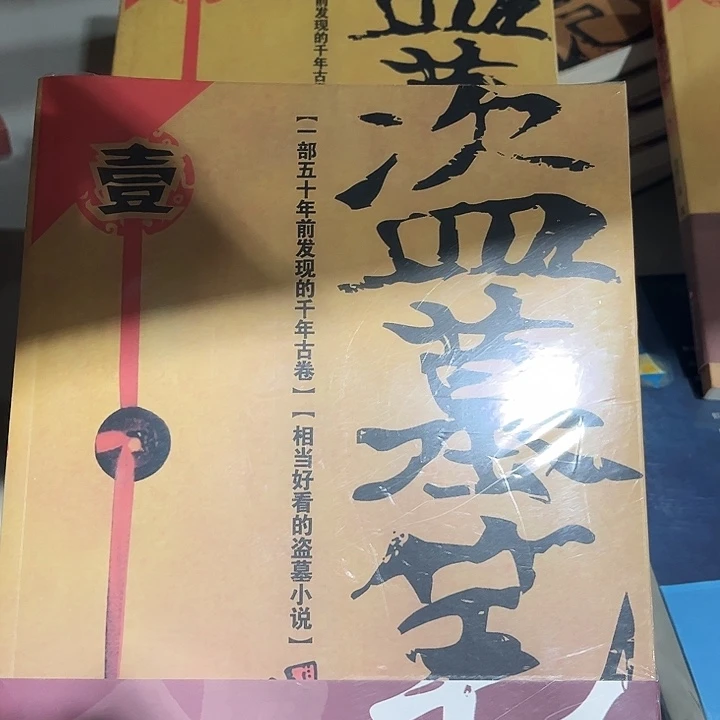 盗墓笔
【一部五十年前发现的千年古卷】【相当好看的盗墓小说】
壹
前发现的千年古